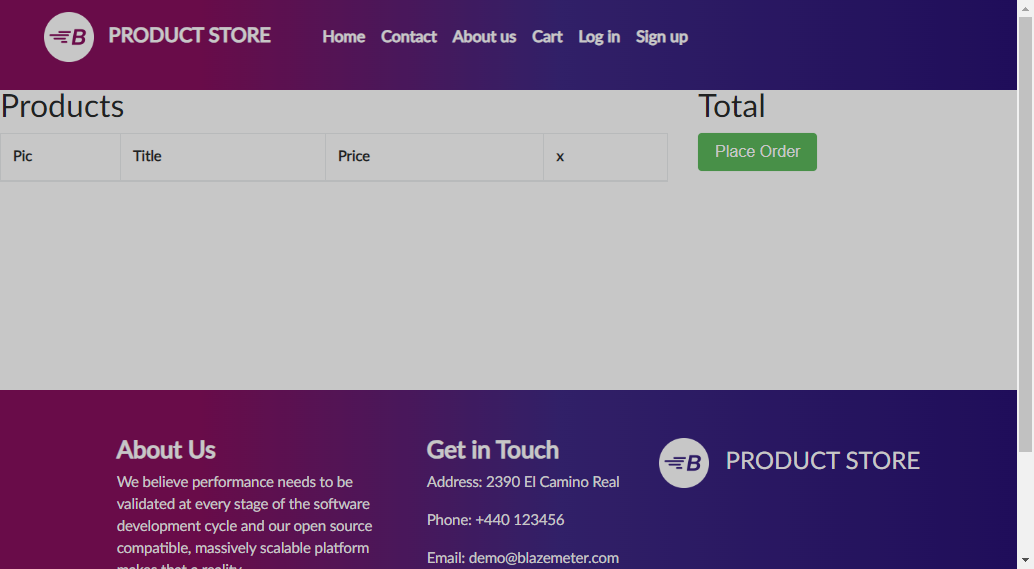 B PRODUCT STORE Home Contact About us Cart Log in Sign up
Products
Pic Title Price x
Total
Place Order
About Us
We believe performance needs to be
validated at every stage of the software
development cycle and our open source
compatible, massively scalable platform
makes that a reality.
Get in Touch
Address: 2390 El Camino Real
Phone: +440 123456
Email: demo@blazemeter.com
B PRODUCT STORE